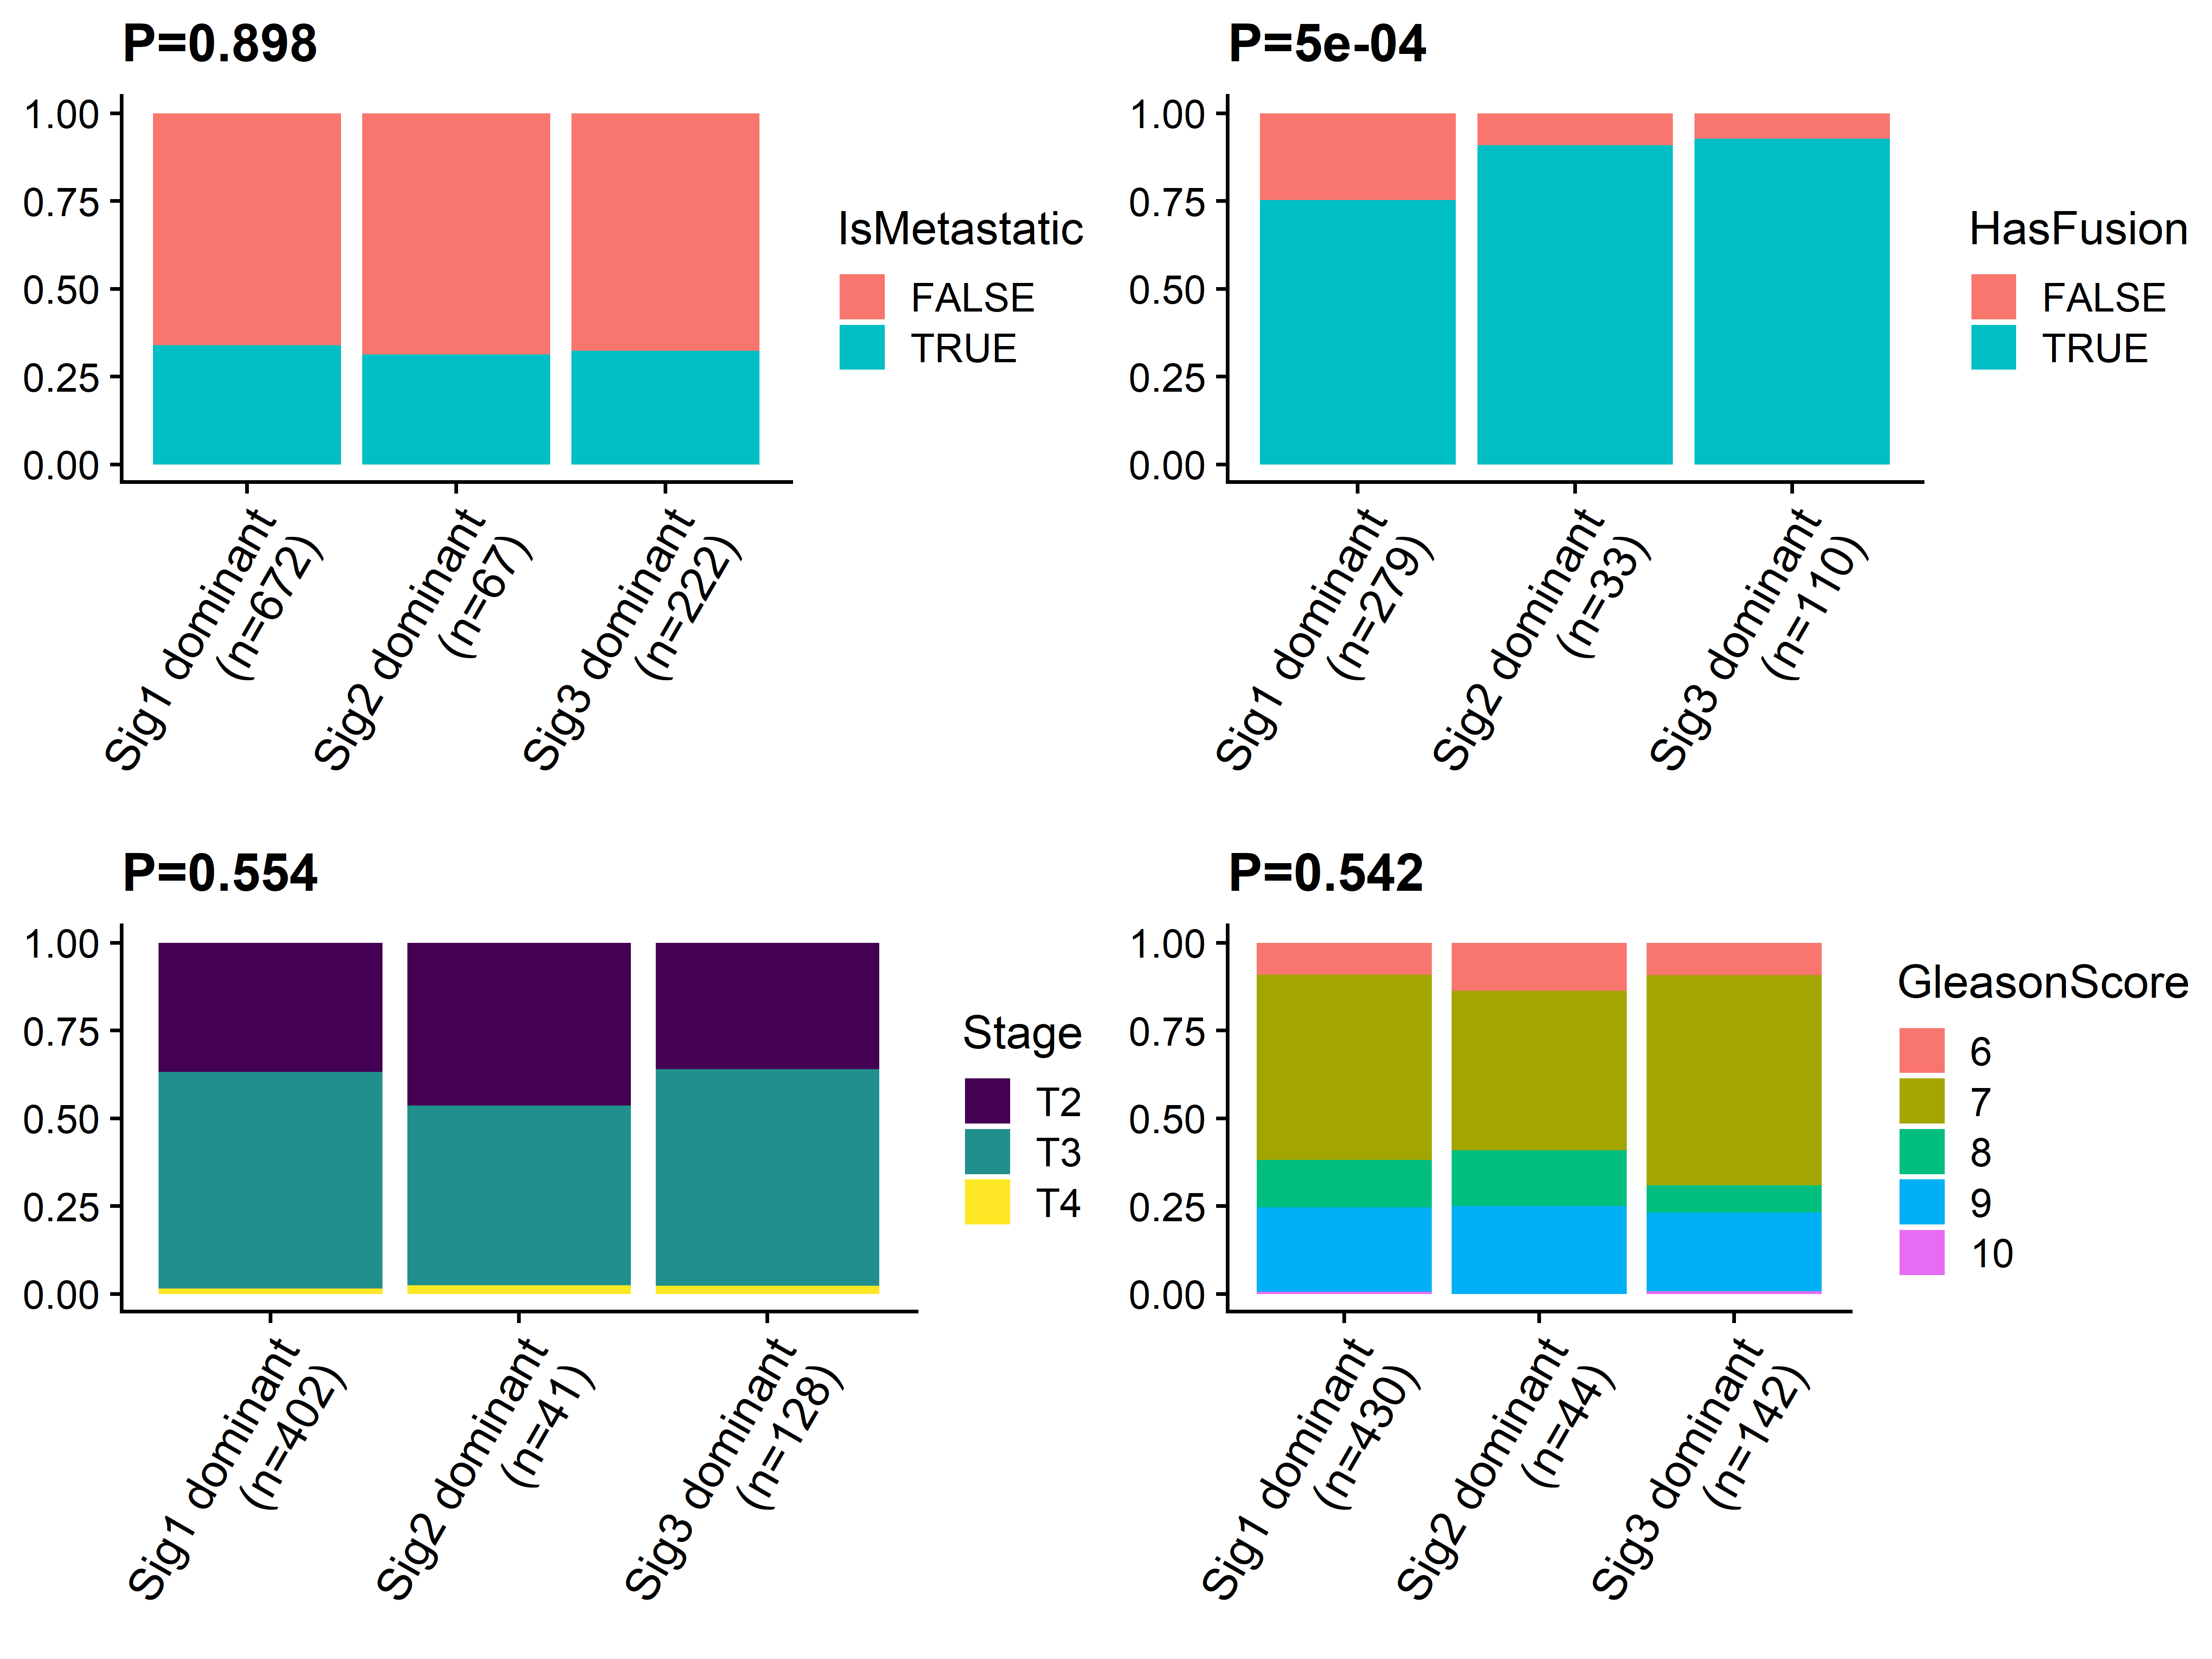 P=0.898
1.00
0.75
0.50
0.25
0.00
Sig1 dominant
(n=672)
Sig2 dominant
(n=67)
Sig3 dominant
(n=222)
IsMetastatic
FALSE
TRUE
P=5e-04
1.00
0.75
0.50
0.25
0.00
Sig1 dominant
(n=279)
Sig2 dominant
(n=33)
Sig3 dominant
(n=110)
HasFusion
FALSE
TRUE
P=0.554
1.00
0.75
0.50
0.25
0.00
Sig1 dominant
(n=402)
Sig2 dominant
(n=41)
Sig3 dominant
(n=128)
Stage
T2
T3
T4
P=0.542
1.00
0.75
0.50
0.25
0.00
Sig1 dominant
(n=430)
Sig2 dominant
(n=44)
Sig3 dominant
(n=142)
GleasonScore
6
7
8
9
10